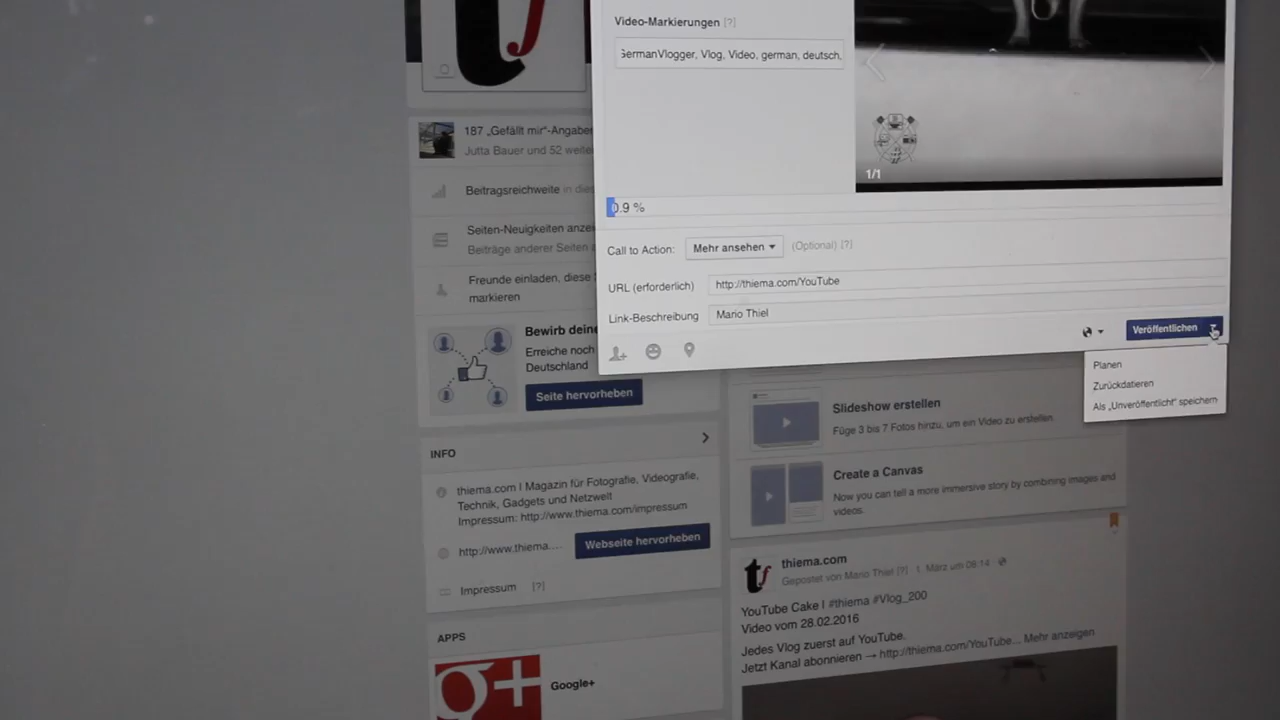 Video-Markierungen [?]
GermanVlogger, Vlog, Video, german, deutsch,
1/1
0.9 %
Call to Action: Mehr ansehen (Optional) [?]
URL (erforderlich) http://thiema.com/YouTube
Link-Beschreibung Mario Thiel
Veröffentlichen
Planen
Zurückdatieren
Als „Unveröffentlicht“ speichern
tf
187 „Gefällt mir“-Angaben
Jutta Bauer und 52 weite
Beitragsreichweite in dies
Seiten-Neuigkeiten anze
Beiträge anderer Seiten a
Freunde einladen, diese S
markieren
Bewirb deine
Erreiche noch
Deutschland
Seite hervorheben
INFO
thiema.com I Magazin für Fotografie, Videografie,
Technik, Gadgets und Netzwelt
Impressum: http://www.thiema.com/impressum
http://www.thiema....
Webseite hervorheben
Impressum [?]
APPS
g+
Google+
Slideshow erstellen
Füge 3 bis 7 Fotos hinzu, um ein Video zu erstellen.
Create a Canvas
Now you can tell a more immersive story by combining images and
videos.
tf
thiema.com
Gepostet von Mario Thiel [?] 1. März um 09:14
YouTube Cake I #thiema #Vlog_200
Video vom 28.02.2016
Jedes Vlog zuerst auf YouTube.
Jetzt Kanal abonnieren → http://thiema.com/YouTube... Mehr anzeigen